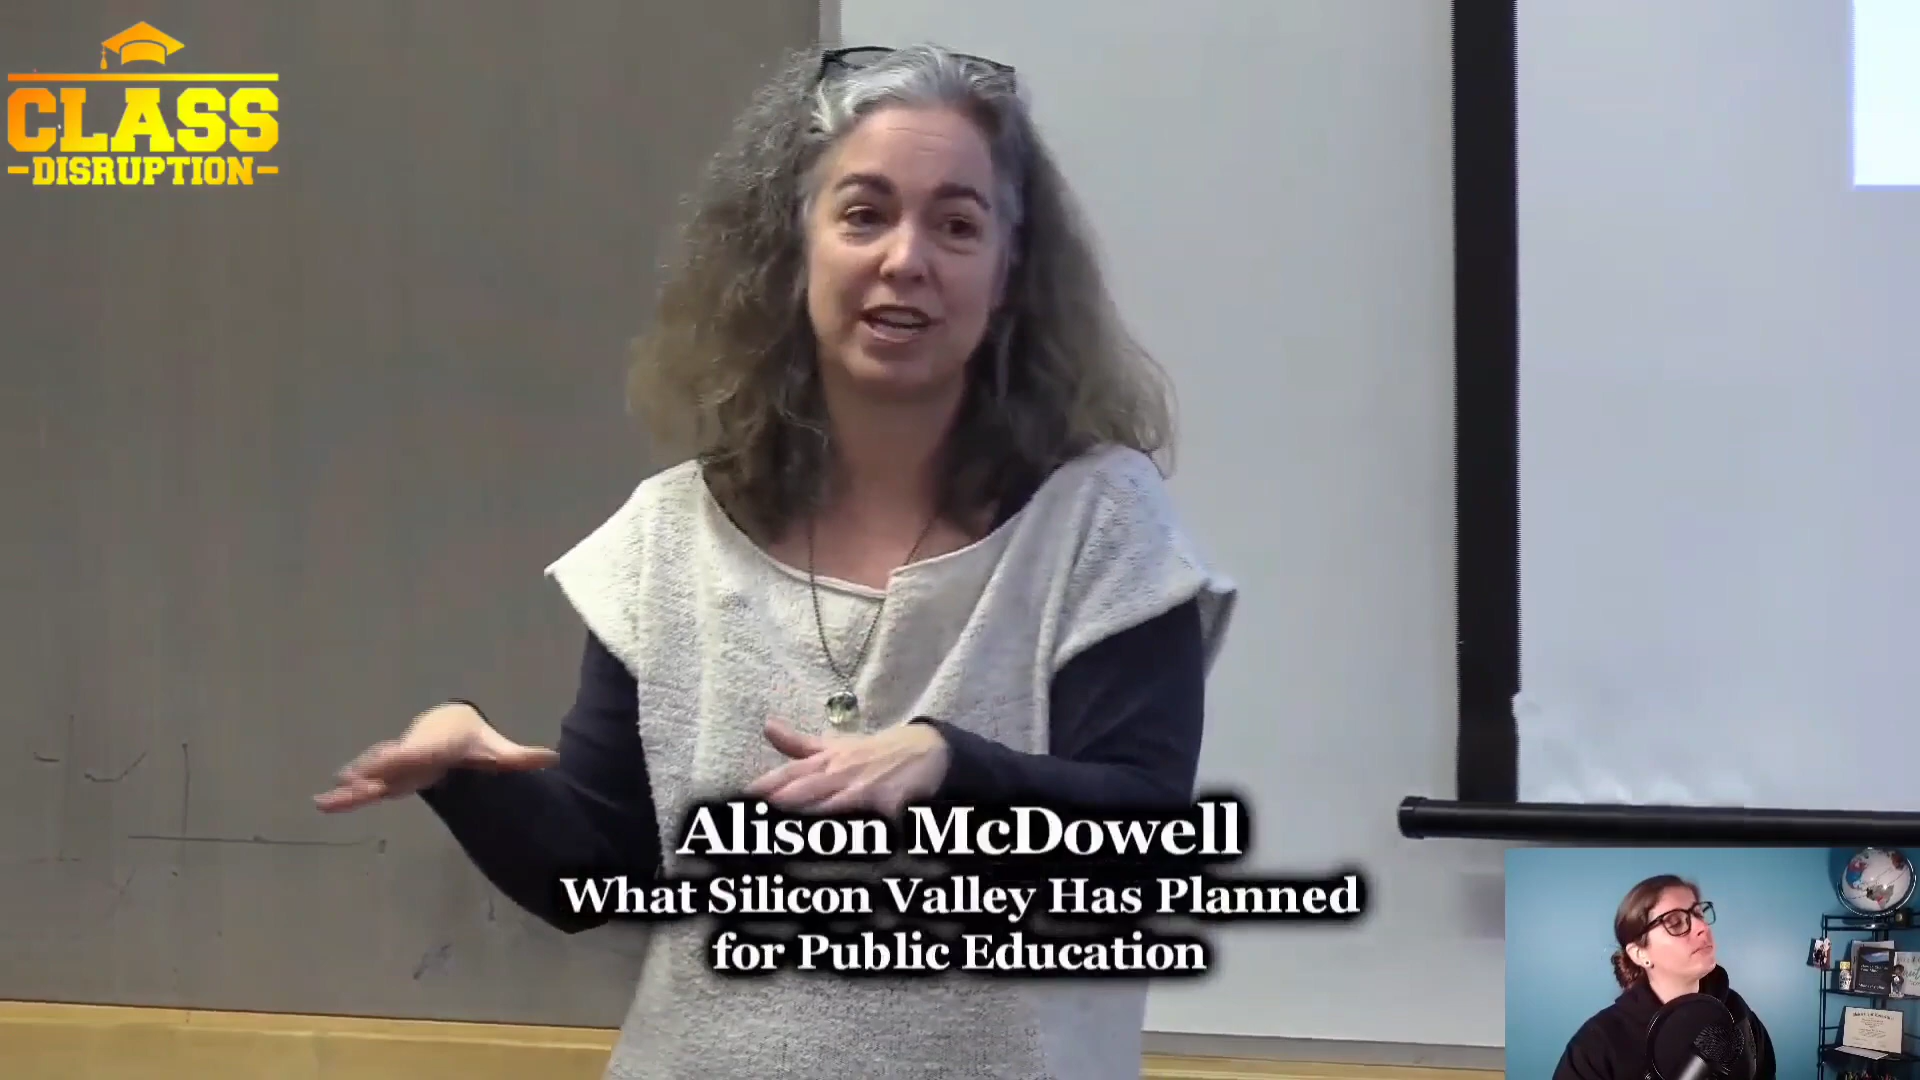 CLASS
-DISRUPTION-
Alison McDowell
What Silicon Valley Has Planned
for Public Education